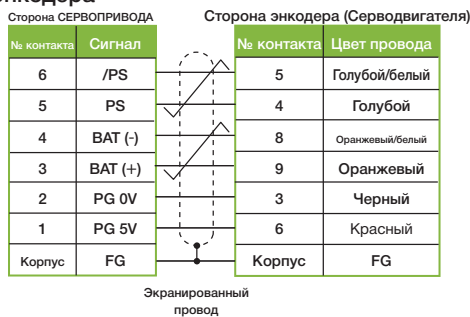 Сторона СЕРВОПРИВОДА Сторона энкодера (Серводвигателя)
№ контакта Сигнал № контакта Цвет провода
6 /PS 5 Голубой/белый
5 PS 4 Голубой
4 BAT (-) 8 Оранжевый/белый
3 BAT (+) 9 Оранжевый
2 PG 0V 3 Черный
1 PG 5V 6 Красный
Корпус FG Корпус FG
Экранированный
провод